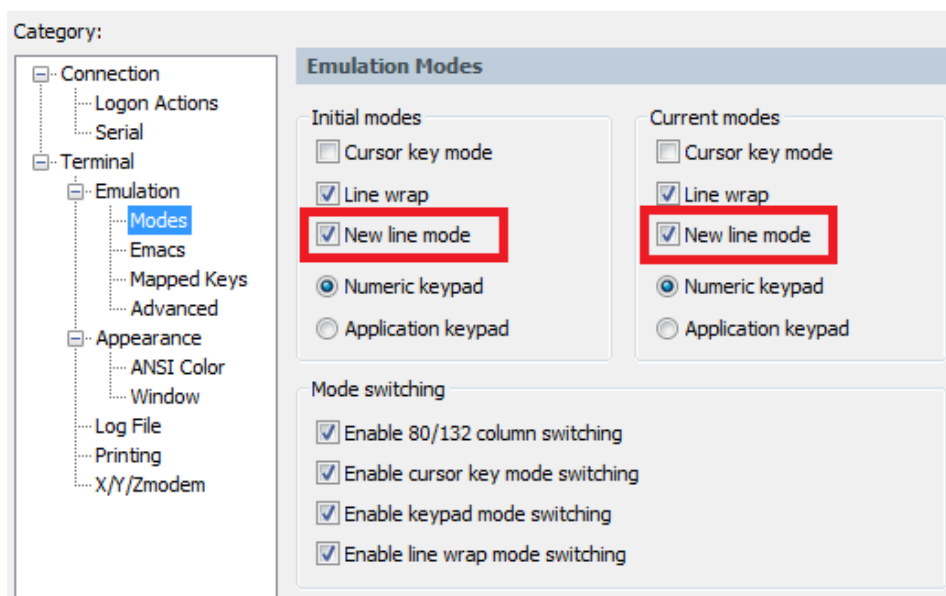 Category:
Connection
Logon Actions
Serial
Terminal
Emulation
Modes
Emacs
Mapped Keys
Advanced
Appearance
ANSI Color
Window
Log File
Printing
X/Y/Zmodem
Emulation Modes
Initial modes
Cursor key mode
Line wrap
New line mode
Numeric keypad
Application keypad
Current modes
Cursor key mode
Line wrap
New line mode
Numeric keypad
Application keypad
Mode switching
Enable 80/132 column switching
Enable cursor key mode switching
Enable keypad mode switching
Enable line wrap mode switching